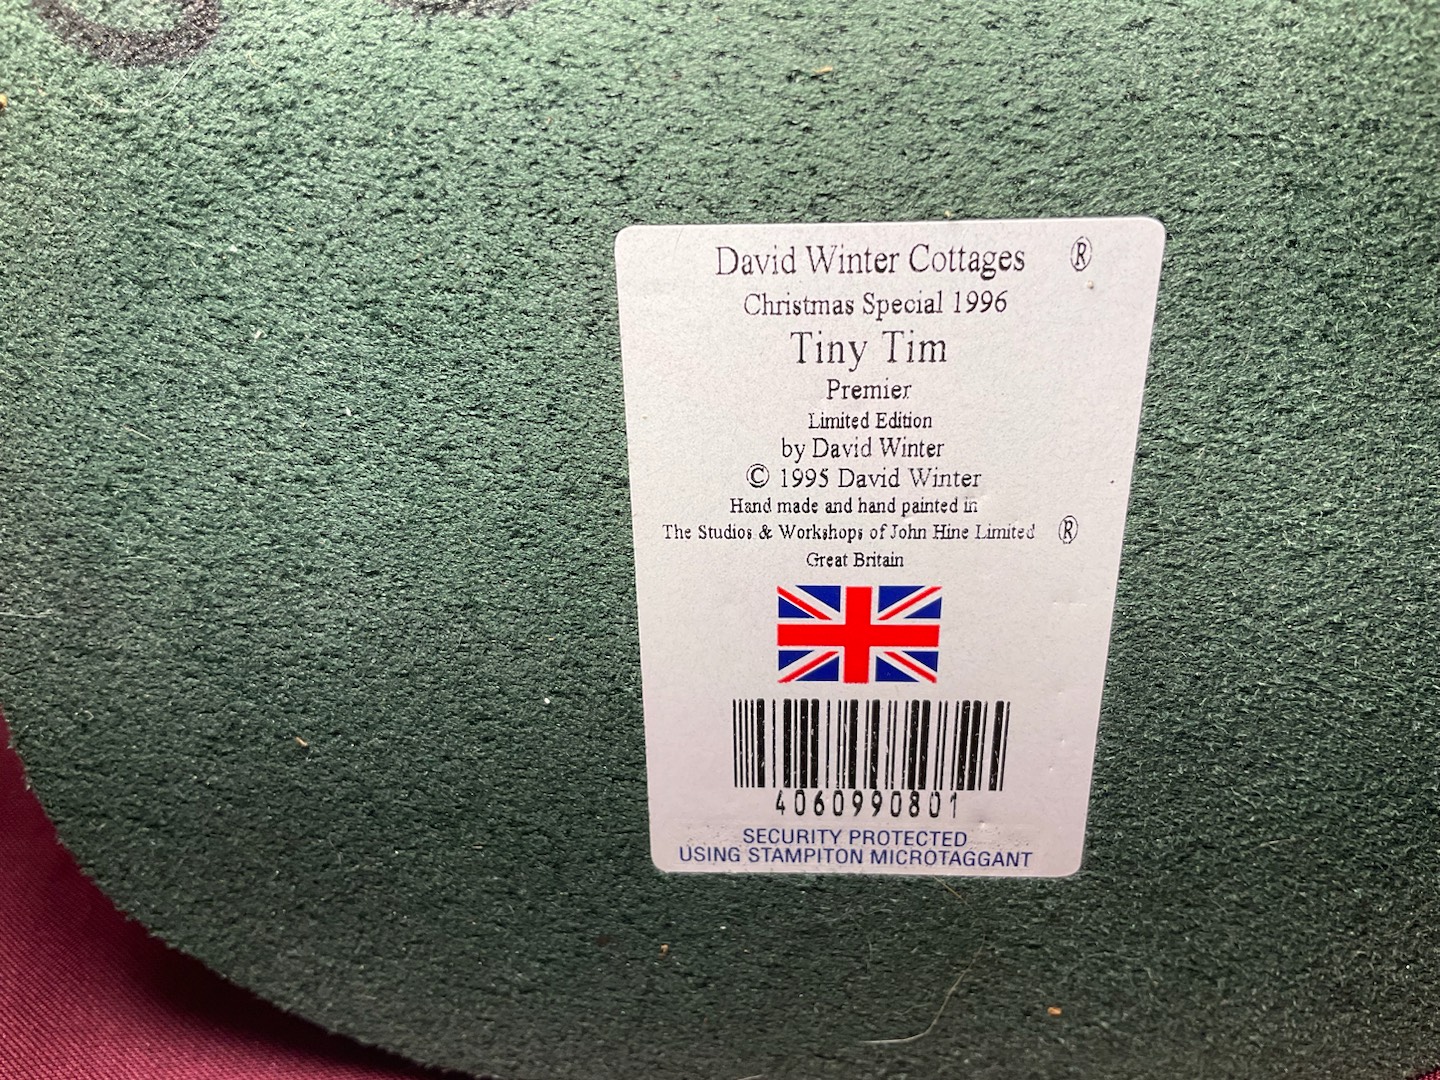 David Winter Cottages ®
Christmas Special 1996
Tiny Tim
Premier
Limited Edition
by David Winter
© 1995 David Winter
Hand made and hand painted in
The Studios & Workshops of John Hine Limited ®
Great Britain
4060990801
SECURITY PROTECTED
USING STAMPITON MICROTAGGANT